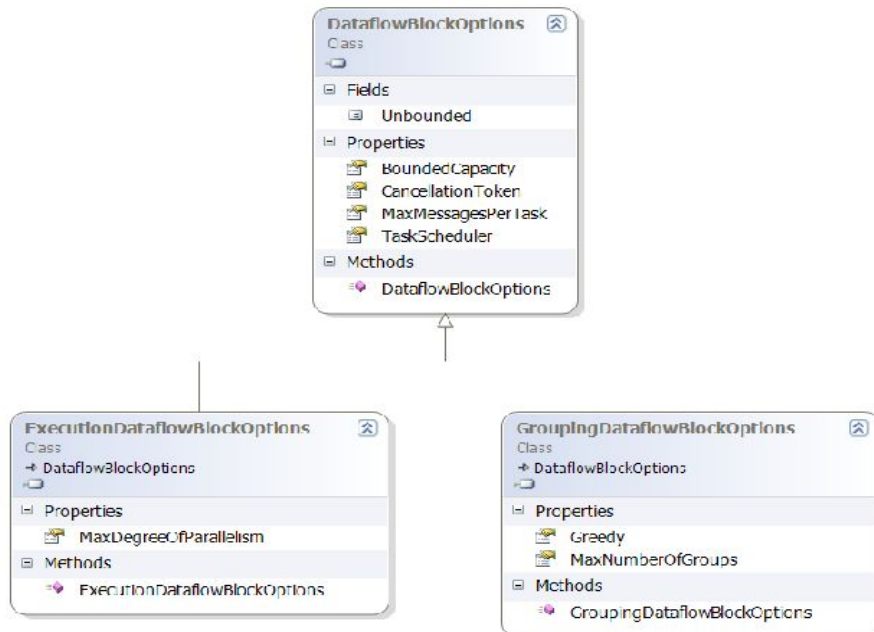 DataflowBlockOptions
Class
Fields
Unbounded
Properties
BoundedCapacity
CancellationToken
MaxMessagesPerTask
TaskScheduler
Methods
DataflowBlockOptions
ExecutionDataflowBlockOptions
Class
DataflowBlockOptions
Properties
MaxDegreeOfParallelism
Methods
ExecutionDataflowBlockOptions
GroupingDataflowBlockOptions
Class
DataflowBlockOptions
Properties
Greedy
MaxNumberOfGroups
Methods
GroupingDataflowBlockOptions